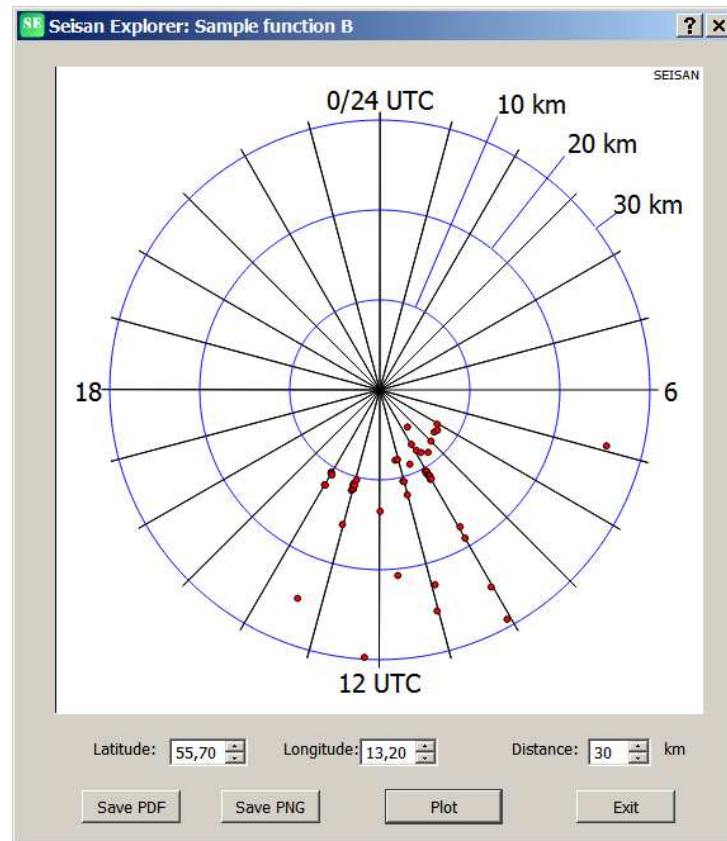 SE Seisan Explorer: Sample function B
SEISAN
0/24 UTC
10 km
20 km
30 km
18
6
12 UTC
Latitude: 55,70 Longitude: 13,20 Distance: 30 km
Save PDF Save PNG Plot Exit